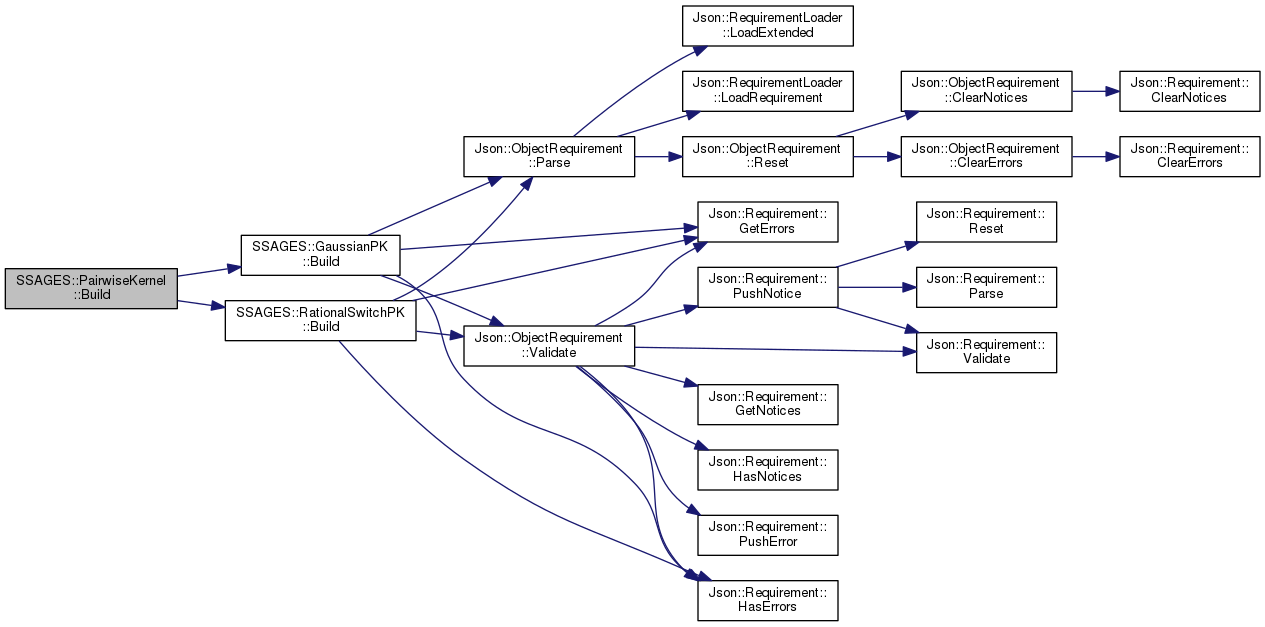 SSAGES::PairwiseKernel
::Build
SSAGES::GaussianPK
::Build
SSAGES::RationalSwitchPK
::Build
Json::ObjectRequirement
::Parse
Json::ObjectRequirement
::Validate
Json::RequirementLoader
::LoadExtended
Json::RequirementLoader
::LoadRequirement
Json::ObjectRequirement
::Reset
Json::Requirement::
GetErrors
Json::Requirement::
PushNotice
Json::Requirement::
GetNotices
Json::Requirement::
HasNotices
Json::Requirement::
PushError
Json::Requirement::
HasErrors
Json::ObjectRequirement
::ClearNotices
Json::ObjectRequirement
::ClearErrors
Json::Requirement::
Reset
Json::Requirement::
Parse
Json::Requirement::
Validate
Json::Requirement::
ClearNotices
Json::Requirement::
ClearErrors